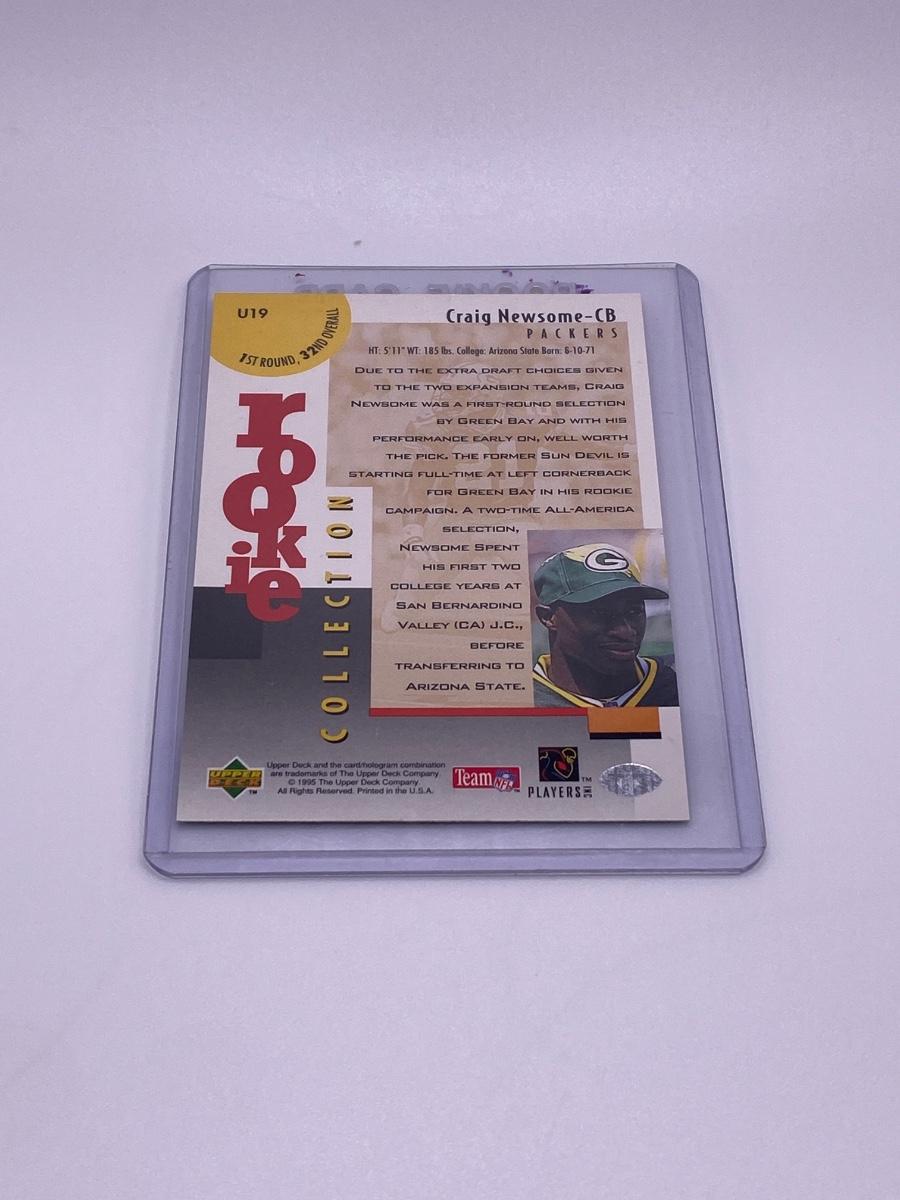 U19
1ST ROUND, 32ND OVERALL
Craig Newsome-CB
PACKERS
HT: 5'11" WT: 185 lbs. College: Arizona State Born: 8-10-71
DUE TO THE EXTRA DRAFT CHOICES GIVEN
TO THE TWO EXPANSION TEAMS, CRAIG
NEWSOME WAS A FIRST-ROUND SELECTION
BY GREEN BAY AND WITH HIS
PERFORMANCE EARLY ON, WELL WORTH
THE PICK. THE FORMER SUN DEVIL IS
STARTING FULL-TIME AT LEFT CORNERBACK
FOR GREEN BAY IN HIS ROOKIE
CAMPAIGN. A TWO-TIME ALL-AMERICA
SELECTION,
NEWSOME SPENT
HIS FIRST TWO
COLLEGE YEARS AT
SAN BERNARDINO
VALLEY (CA) J.C.,
BEFORE
TRANSFERRING TO
ARIZONA STATE.
rookie
COLLECTION
G
UPPER
DECK
TM
Upper Deck and the card/hologram combination
are trademarks of The Upper Deck Company.
© 1995 The Upper Deck Company.
All Rights Reserved. Printed in the U.S.A.
Team NFL
TM
PLAYERS INC